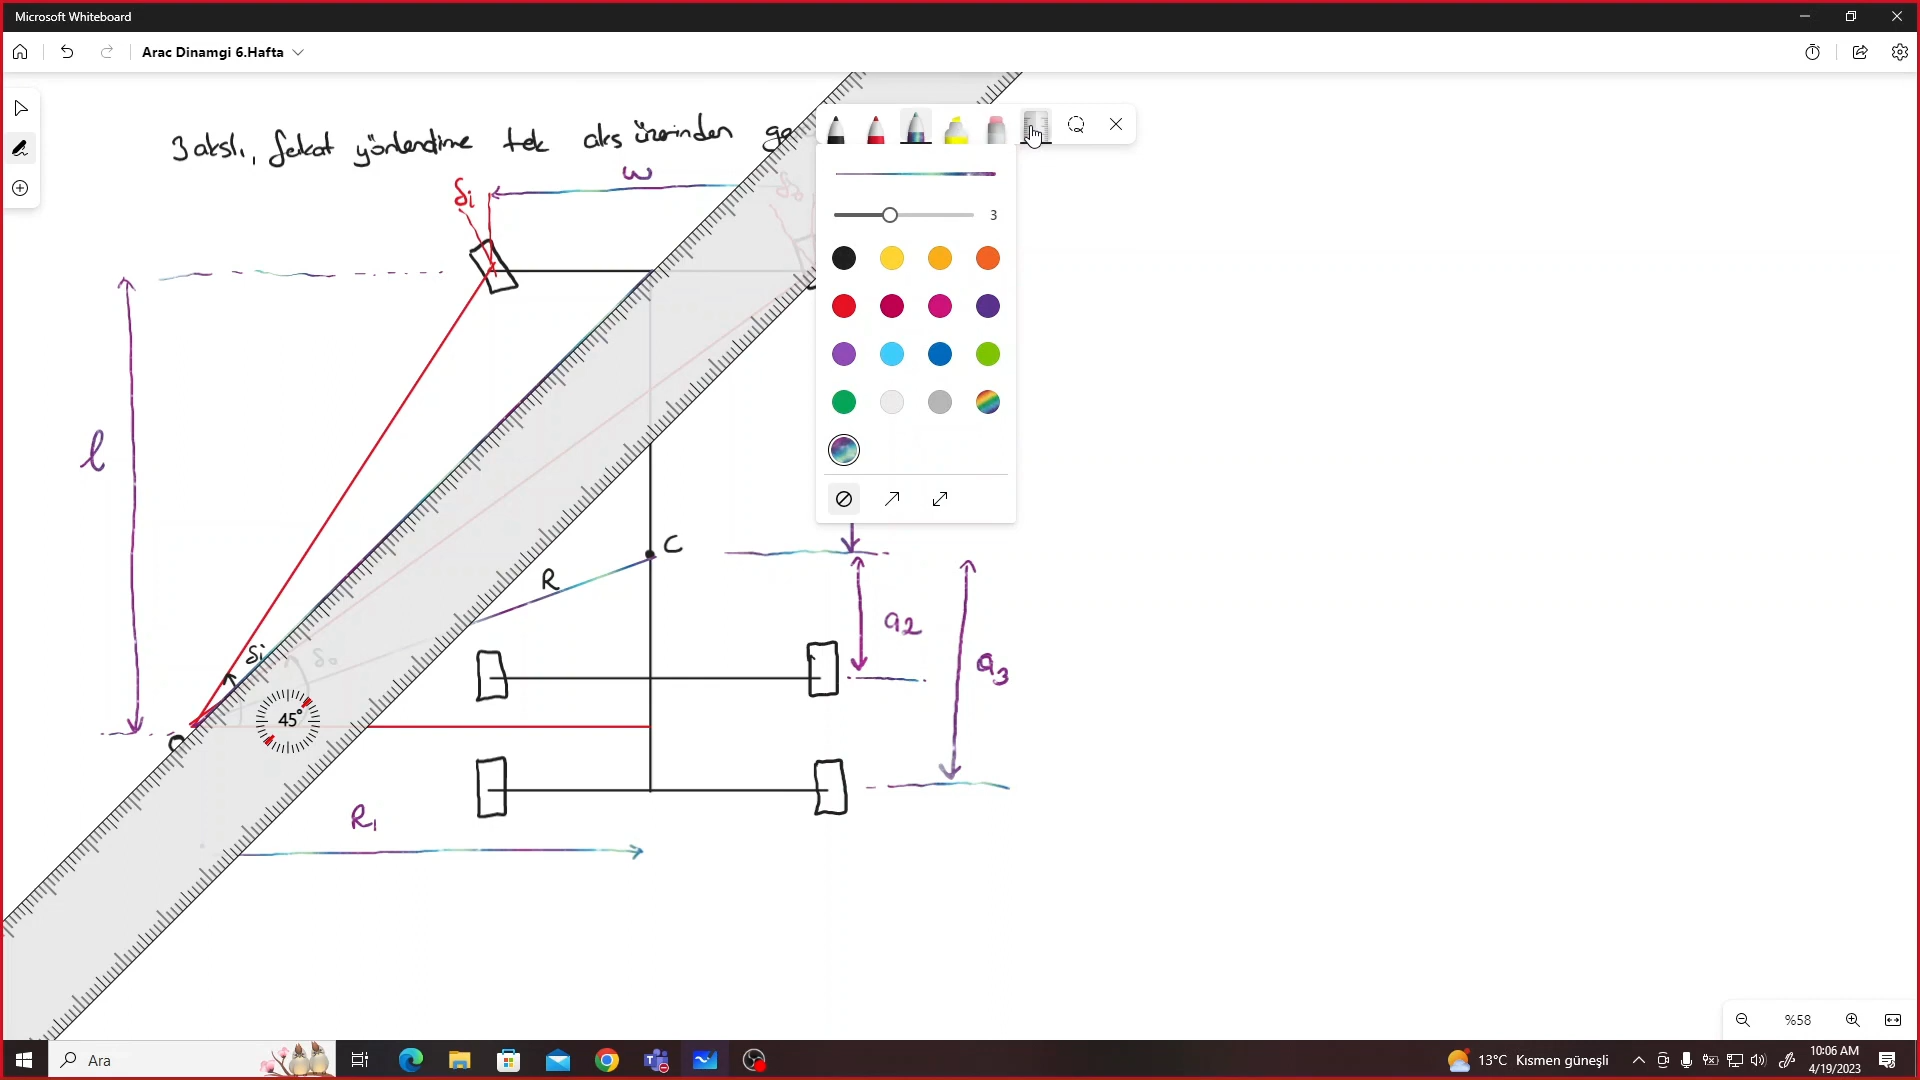 Microsoft Whiteboard
Arac Dinamgi 6.Hafta
3 akslı, fakat yönlendirme tek aks üzerinden
w
δi
δo
3
l
C
R
a2
a3
δi
δo
45°
O
R1
%58
Ara
13°C Kısmen güneşli
10:06 AM
4/19/2023